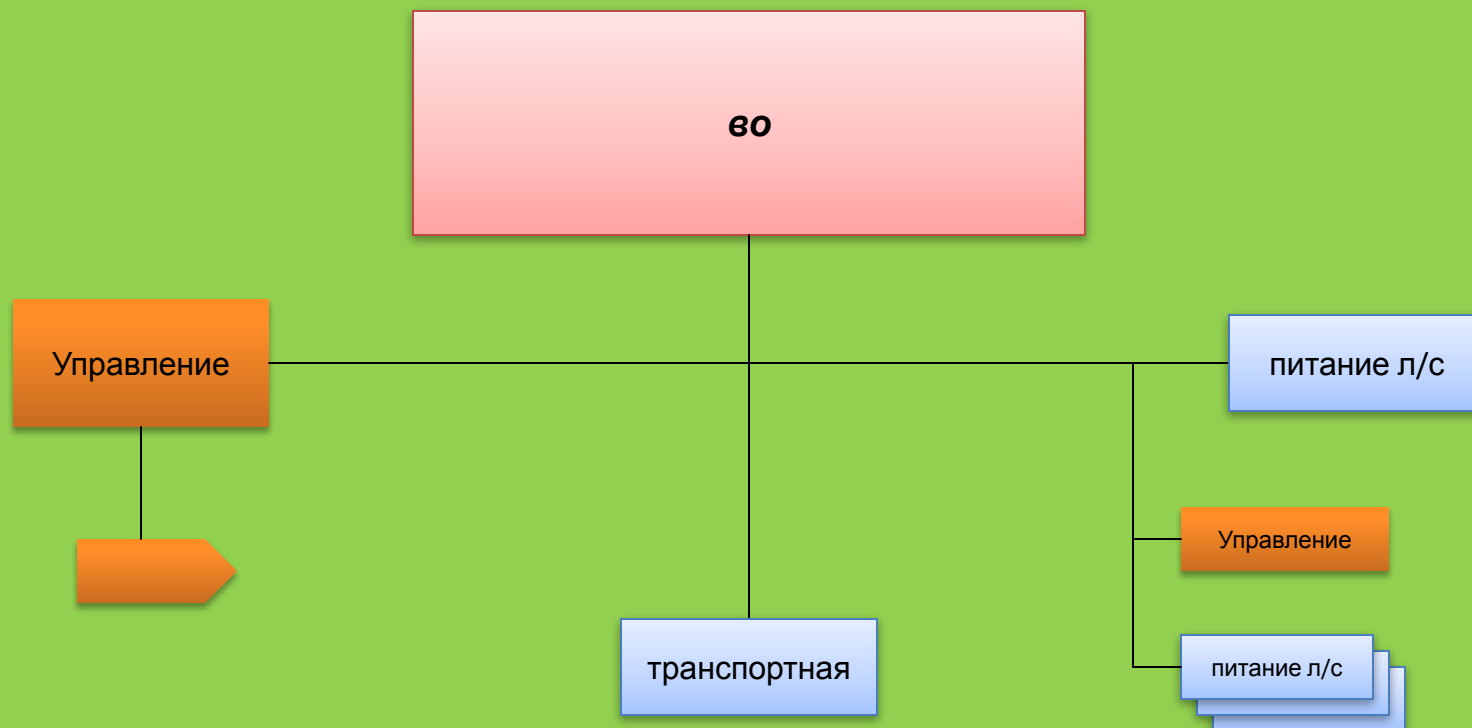 во
Управление
питание л/с
Управление
транспортная
питание л/с